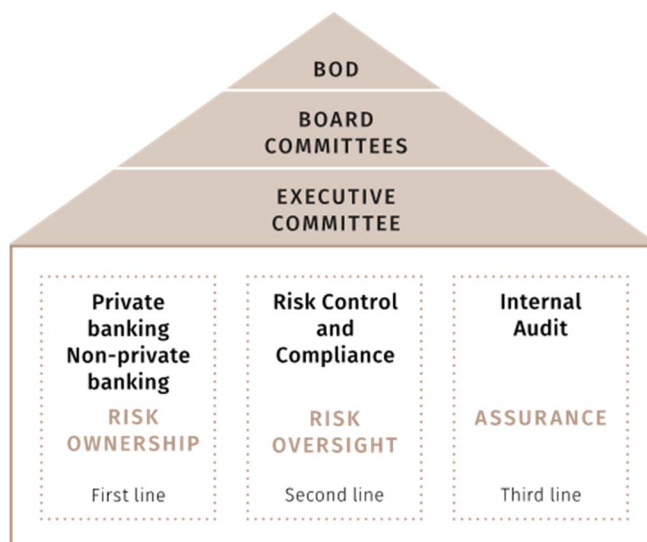 BOD
BOARD
COMMITTEES
EXECUTIVE
COMMITTEE
Private
banking
Non-private
banking
RISK
OWNERSHIP
First line
Risk Control
and
Compliance
RISK
OVERSIGHT
Second line
Internal
Audit
ASSURANCE
Third line